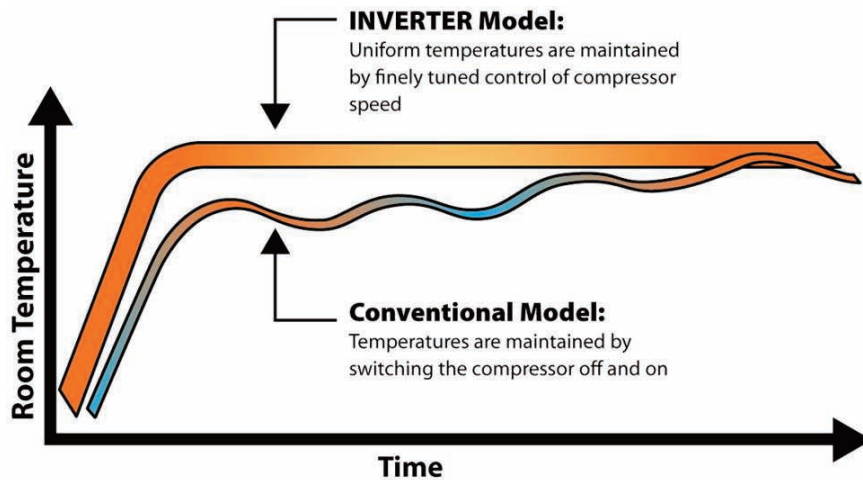 INVERTER Model:
Uniform temperatures are maintained
by finely tuned control of compressor
speed
Room Temperature
Conventional Model:
Temperatures are maintained by
switching the compressor off and on
Time